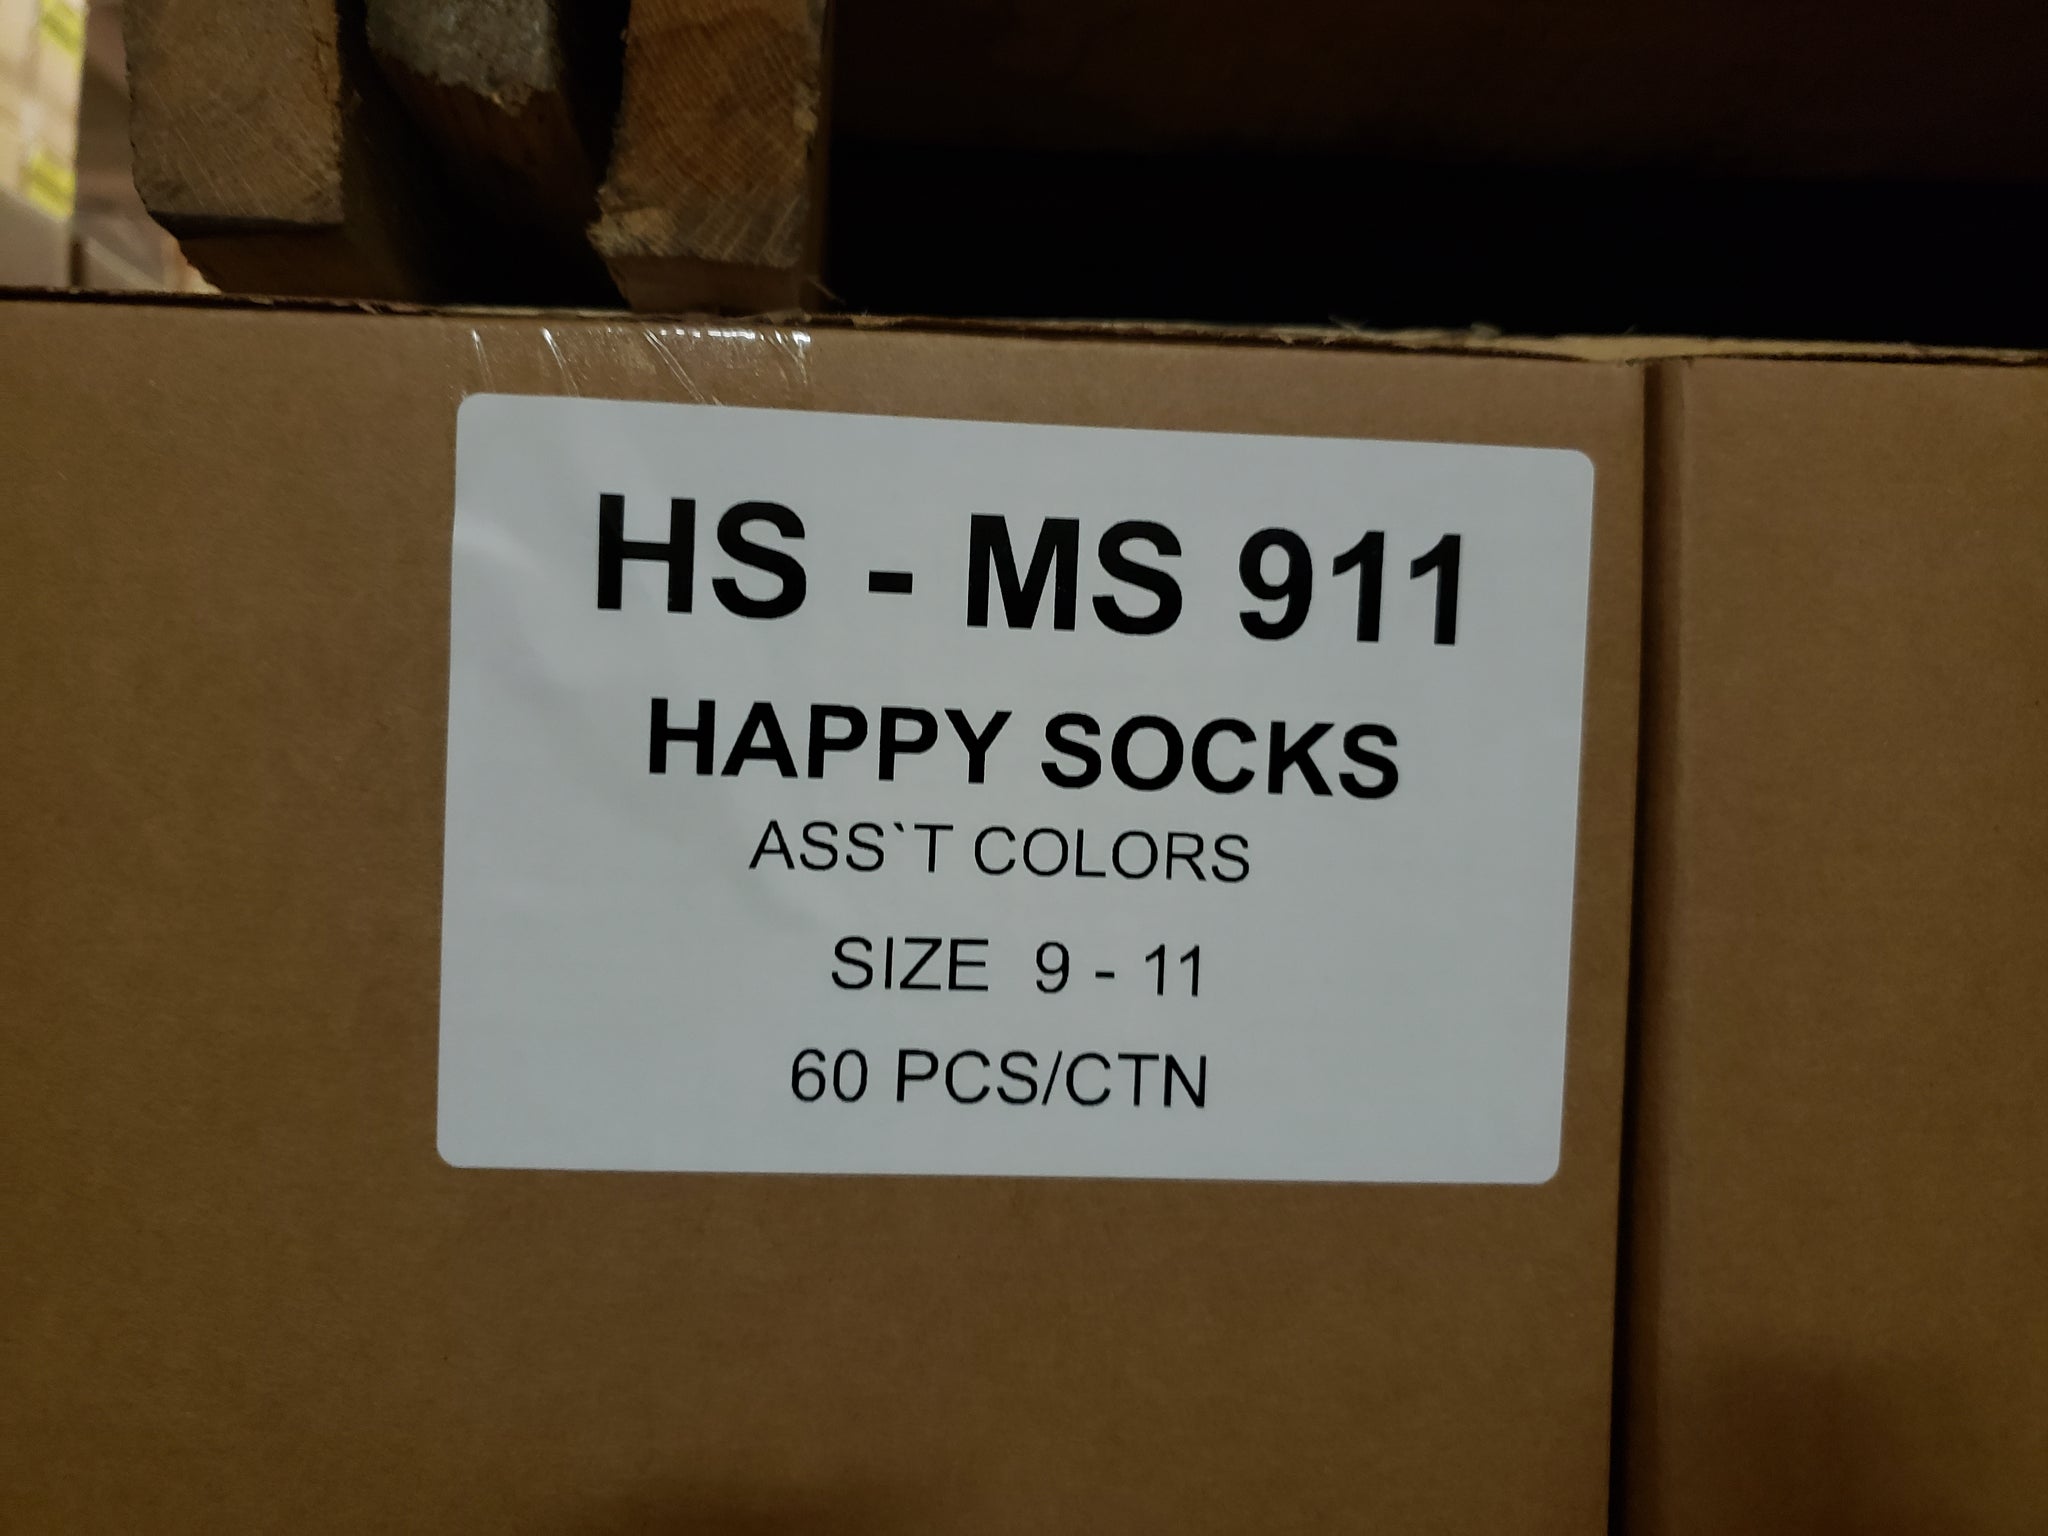 HS - MS 911
HAPPY SOCKS
ASS`T COLORS
SIZE 9 - 11
60 PCS/CTN